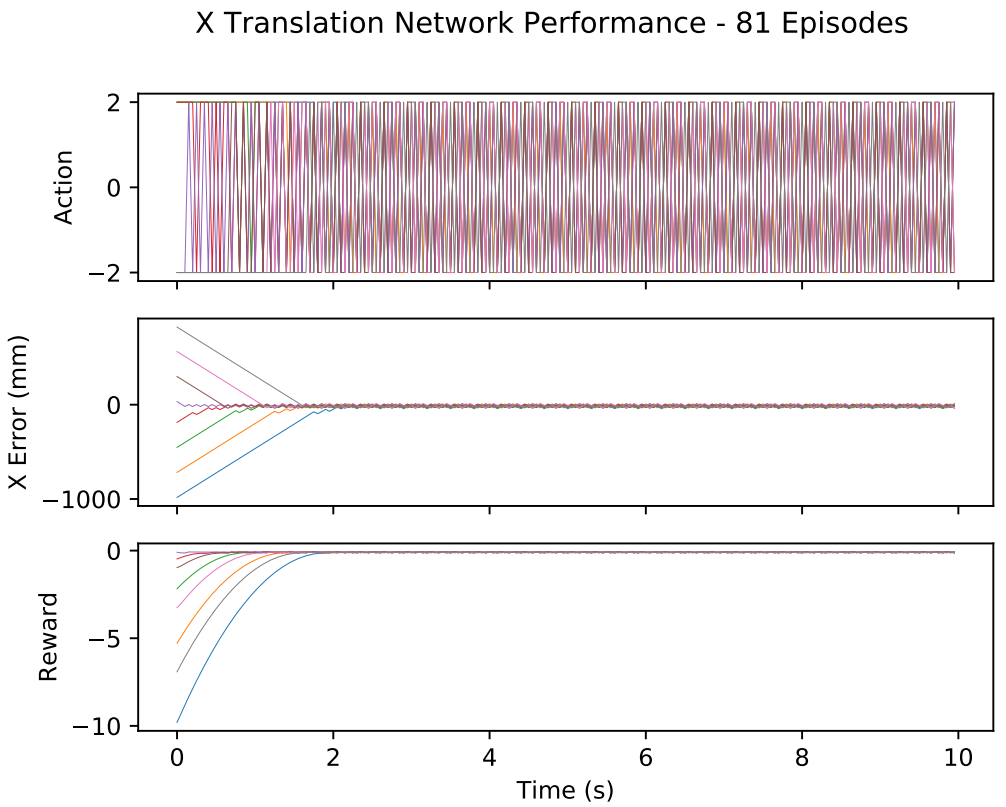 X Translation Network Performance - 81 Episodes
2
0
−2
Action
0
−1000
X Error (mm)
0
−5
−10
Reward
0 2 4 6 8 10
Time (s)